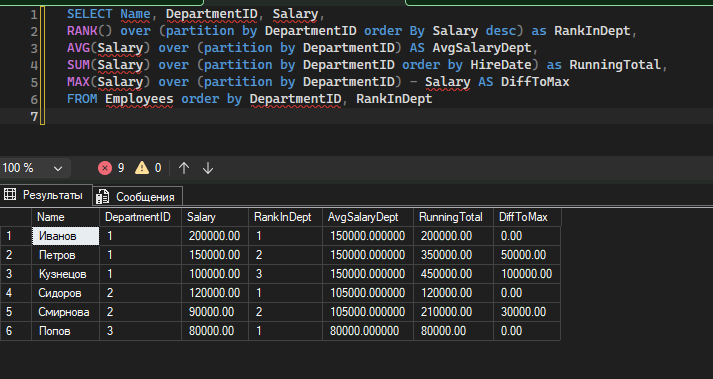 1 SELECT Name, DepartmentID, Salary,
2 RANK() over (partition by DepartmentID order By Salary desc) as RankInDept,
3 AVG(Salary) over (partition by DepartmentID) AS AvgSalaryDept,
4 SUM(Salary) over (partition by DepartmentID order by HireDate) as RunningTotal,
5 MAX(Salary) over (partition by DepartmentID) - Salary AS DiffToMax
6 FROM Employees order by DepartmentID, RankInDept
7
100 % 9 0
Результаты Сообщения
Name DepartmentID Salary RankInDept AvgSalaryDept RunningTotal DiffToMax
1 Иванов 1 200000.00 1 150000.000000 200000.00 0.00
2 Петров 1 150000.00 2 150000.000000 350000.00 50000.00
3 Кузнецов 1 100000.00 3 150000.000000 450000.00 100000.00
4 Сидоров 2 120000.00 1 105000.000000 120000.00 0.00
5 Смирнова 2 90000.00 2 105000.000000 210000.00 30000.00
6 Попов 3 80000.00 1 80000.000000 80000.00 0.00